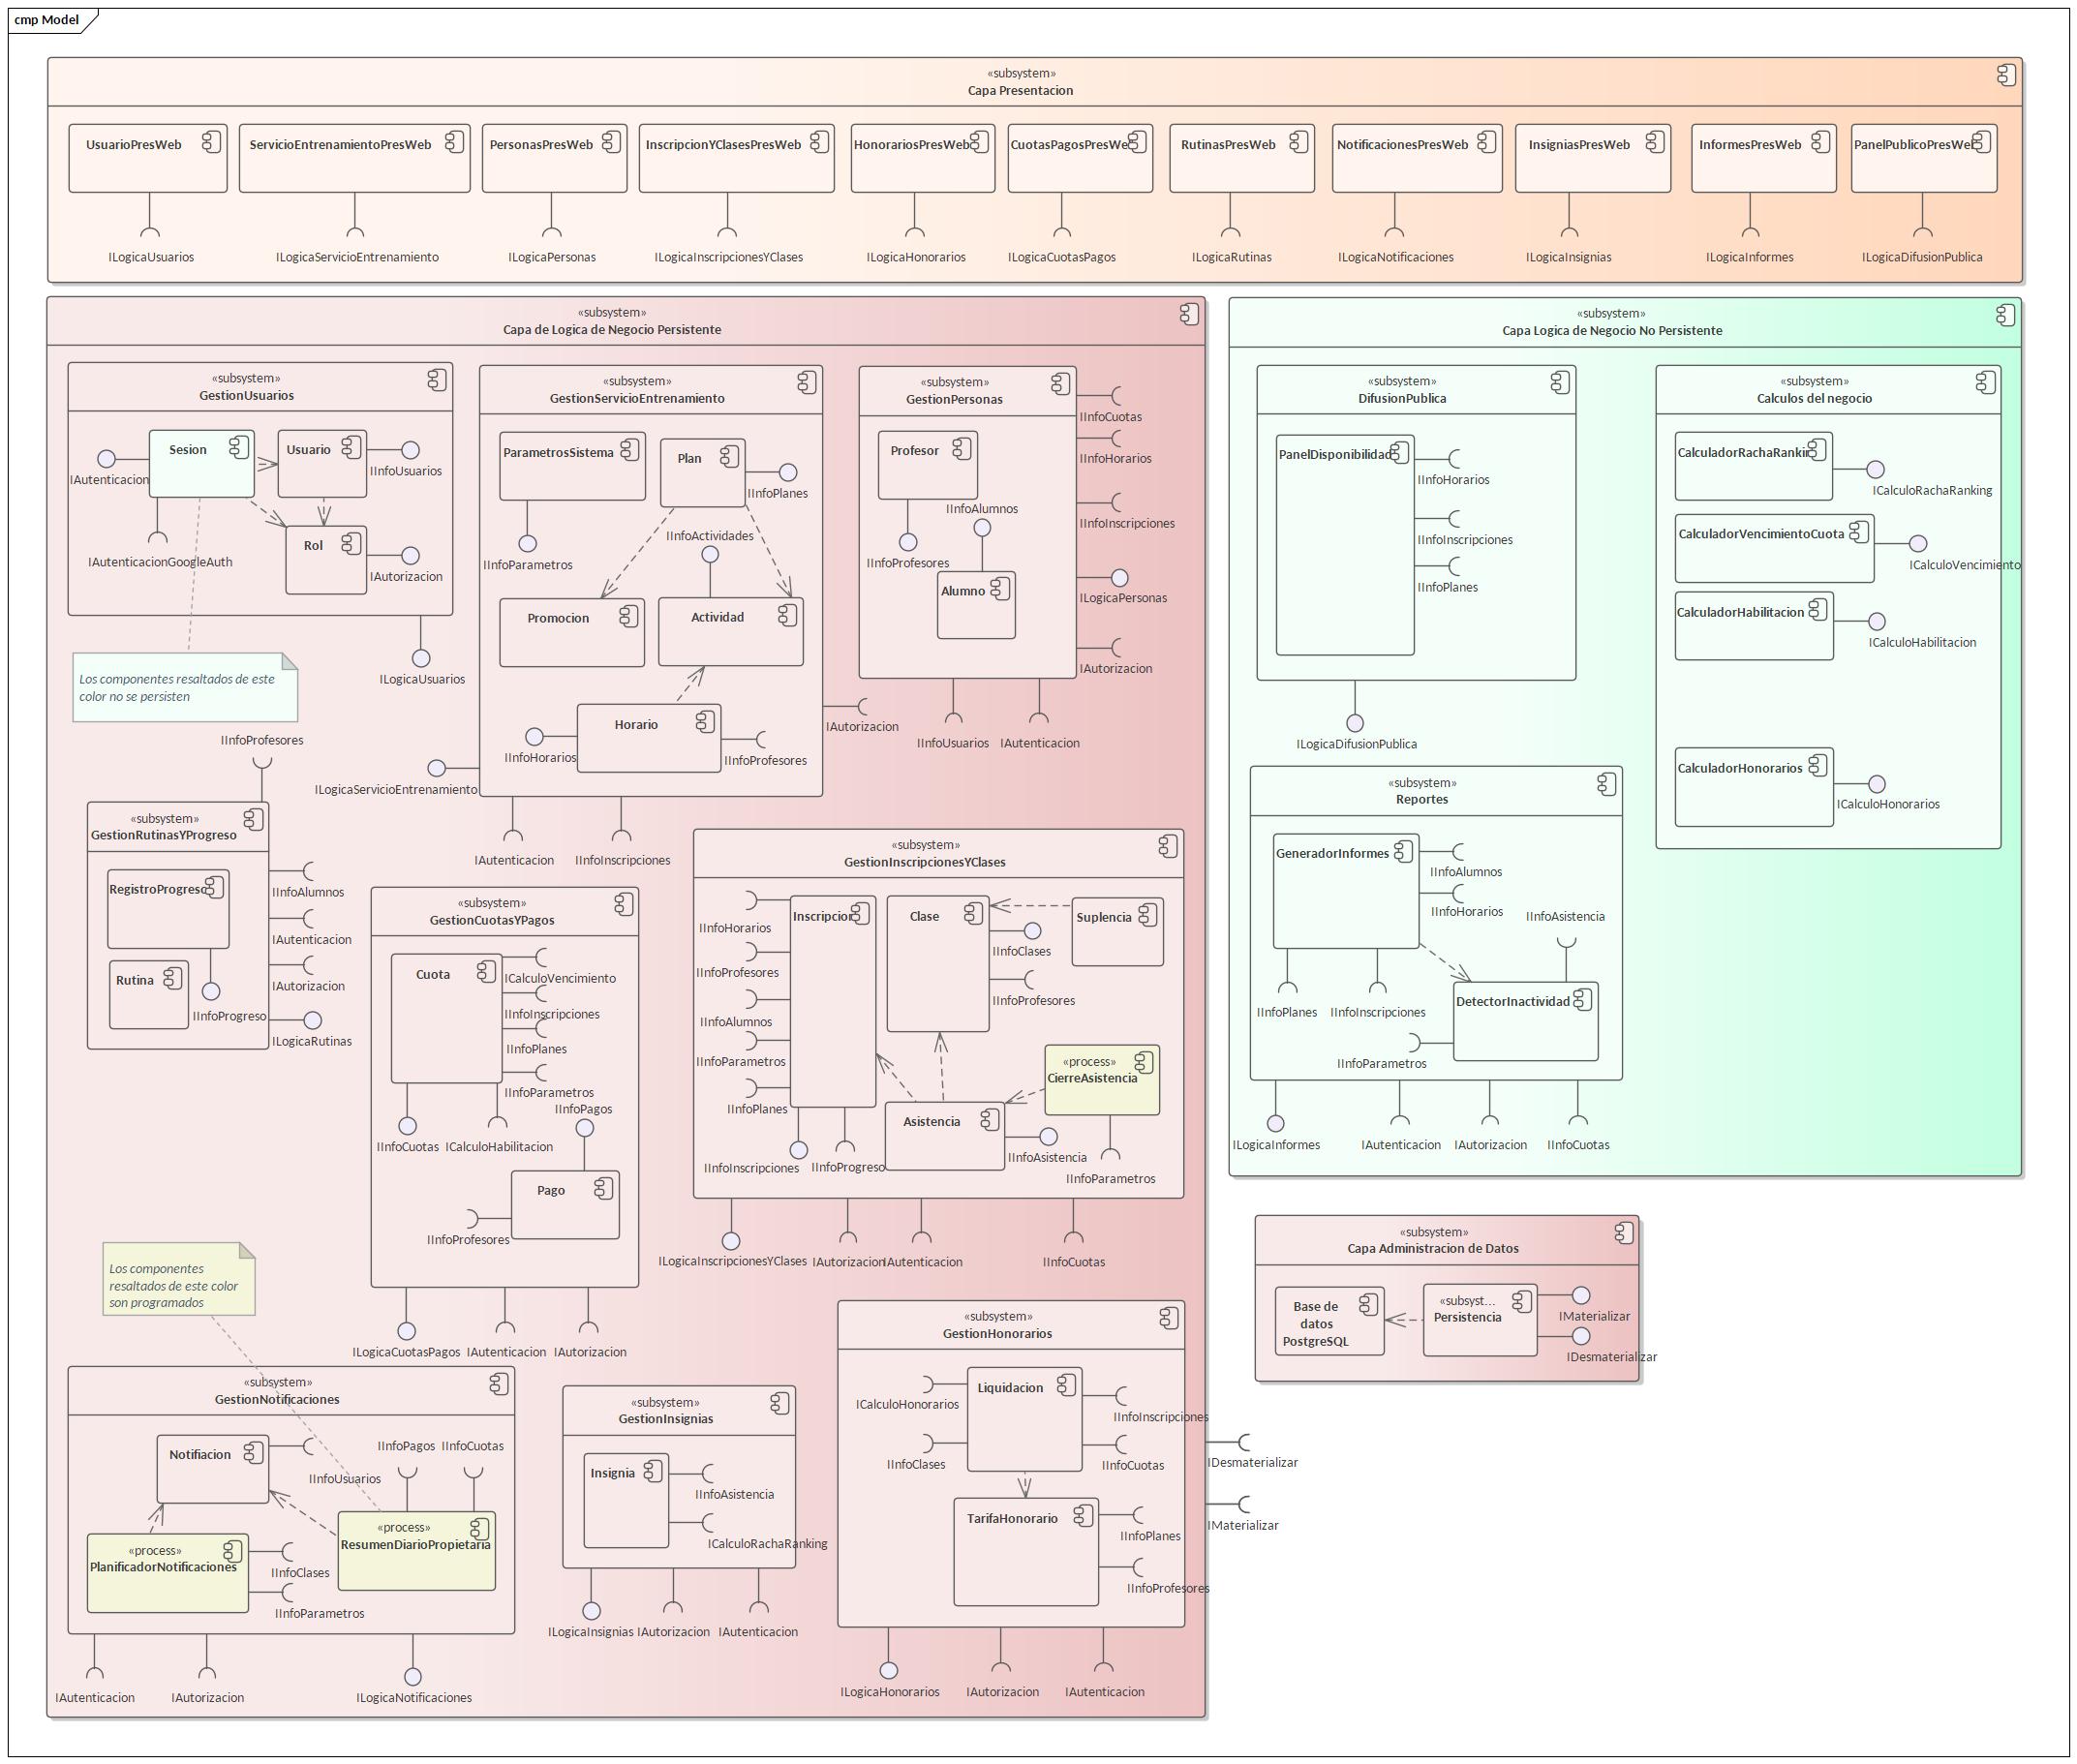 cmp Model
«subsystem»
Capa Presentacion
UsuarioPresWeb
ServicioEntrenamientoPresWeb
PersonasPresWeb
InscripcionYClasesPresWeb
HonorariosPresWeb
CuotasPagosPresWe
RutinasPresWeb
NotificacionesPresWeb
InsigniasPresWeb
InformesPresWeb
PanelPublicoPresWeb
ILogicaUsuarios
ILogicaServicioEntrenamiento
ILogicaPersonas
ILogicaInscripcionesYClases
ILogicaHonorarios
ILogicaCuotasPagos
ILogicaRutinas
ILogicaNotificaciones
ILogicaInsignias
ILogicaInformes
ILogicaDifusionPublica
«subsystem»
Capa de Logica de Negocio Persistente
«subsystem»
GestionUsuarios
Sesion
Usuario
IAutenticacion
IInfoUsuarios
Rol
IAutenticacionGoogleAuth
IAutorizacion
Los componentes resaltados de este
color no se persisten
ILogicaUsuarios
«subsystem»
GestionServicioEntrenamiento
ParametrosSistema
Plan
IInfoPlanes
IInfoActividades
IInfoParametros
Promocion
Actividad
Horario
IInfoHorarios
IInfoProfesores
IAutorizacion
ILogicaServicioEntrenamiento
IAutenticacion
IInfoInscripciones
«subsystem»
GestionPersonas
IInfoCuotas
IInfoHorarios
Profesor
IInfoAlumnos
IInfoInscripciones
IInfoProfesores
Alumno
ILogicaPersonas
IAutorizacion
IInfoUsuarios
IAutenticacion
IInfoProfesores
«subsystem»
GestionRutinasYProgreso
RegistroProgreso
IInfoAlumnos
IAutenticacion
Rutina
IAutorizacion
IInfoProgreso
ILogicaRutinas
«subsystem»
GestionCuotasYPagos
Cuota
ICalculoVencimiento
IInfoInscripciones
IInfoPlanes
IInfoParametros
IInfoPagos
IInfoCuotas
ICalculoHabilitacion
Pago
IInfoProfesores
ILogicaCuotasPagos
IAutenticacion
IAutorizacion
«subsystem»
GestionInscripcionesYClases
Inscripcion
Clase
Suplencia
IInfoHorarios
IInfoClases
IInfoProfesores
IInfoProfesores
IInfoAlumnos
IInfoParametros
«process»
CierreAsistencia
IInfoPlanes
Asistencia
IInfoInscripciones
IInfoProgreso
IInfoAsistencia
IInfoParametros
ILogicaInscripcionesYClases
IAutorizacion
IAutenticacion
IInfoCuotas
Los componentes
resaltados de este color
son programados
«subsystem»
GestionNotificaciones
Notifiacion
IInfoPagos
IInfoCuotas
IInfoUsuarios
«process»
ResumenDiarioPropietaria
«process»
PlanificadorNotificaciones
IInfoClases
IInfoParametros
IAutenticacion
IAutorizacion
ILogicaNotificaciones
«subsystem»
GestionInsignias
Insignia
IInfoAsistencia
ICalculoRachaRanking
ILogicaInsignias
IAutorizacion
IAutenticacion
«subsystem»
GestionHonorarios
Liquidacion
ICalculoHonorarios
IInfoInscripciones
IInfoClases
IInfoCuotas
TarifaHonorario
IInfoPlanes
IInfoProfesores
ILogicaHonorarios
IAutorizacion
IAutenticacion
IDesmaterializar
IMaterializar
«subsystem»
Capa Logica de Negocio No Persistente
«subsystem»
DifusionPublica
PanelDisponibilidad
IInfoHorarios
IInfoInscripciones
IInfoPlanes
ILogicaDifusionPublica
«subsystem»
Calculos del negocio
CalculadorRachaRankin
ICalculoRachaRanking
CalculadorVencimientoCuota
ICalculoVencimiento
CalculadorHabilitacion
ICalculoHabilitacion
CalculadorHonorarios
ICalculoHonorarios
«subsystem»
Reportes
GeneradorInformes
IInfoAlumnos
IInfoHorarios
IInfoAsistencia
IInfoPlanes
IInfoInscripciones
DetectorInactividad
IInfoParametros
ILogicaInformes
IAutenticacion
IAutorizacion
IInfoCuotas
«subsystem»
Capa Administracion de Datos
Base de
datos
PostgreSQL
«subsyst...
Persistencia
IMaterializar
IDesmaterializar